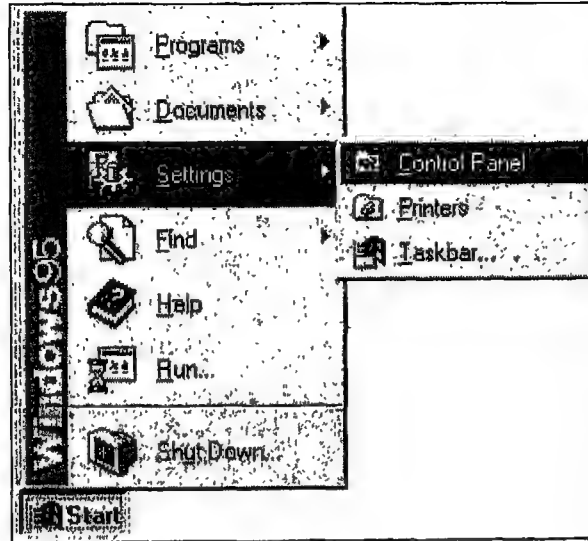 Programs
Documents
Settings
Control Panel
Printers
Taskbar...
Find
Help
Run...
Shut Down...
Windows95
Start